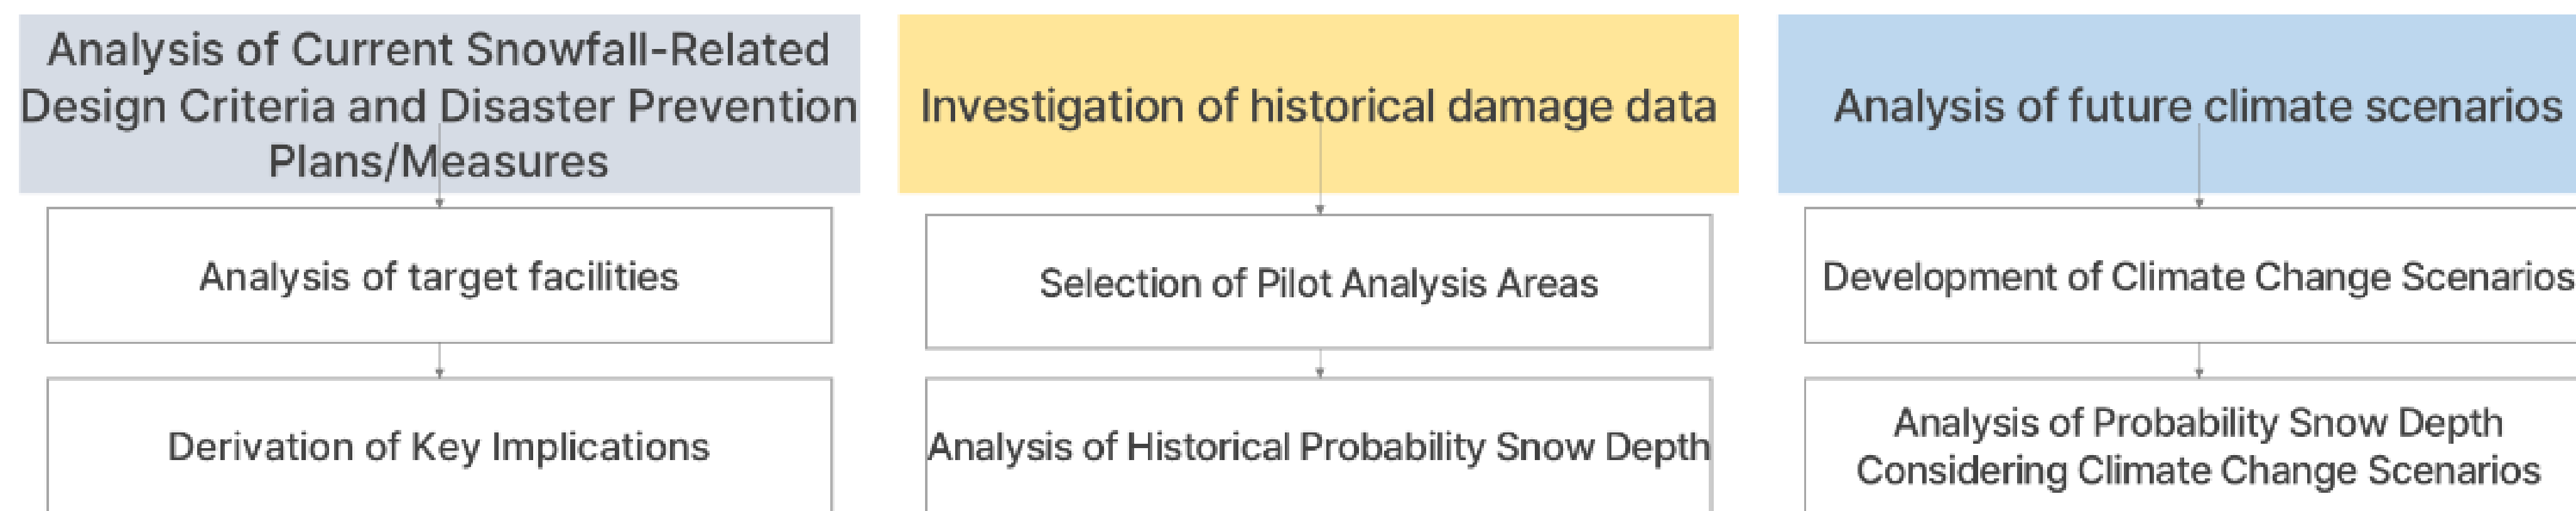 Analysis of Current Snowfall-Related
Design Criteria and Disaster Prevention
Plans/Measures
Analysis of target facilities
Derivation of Key Implications
Investigation of historical damage data
Selection of Pilot Analysis Areas
Analysis of Historical Probability Snow Depth
Analysis of future climate scenarios
Development of Climate Change Scenarios
Analysis of Probability Snow Depth
Considering Climate Change Scenarios